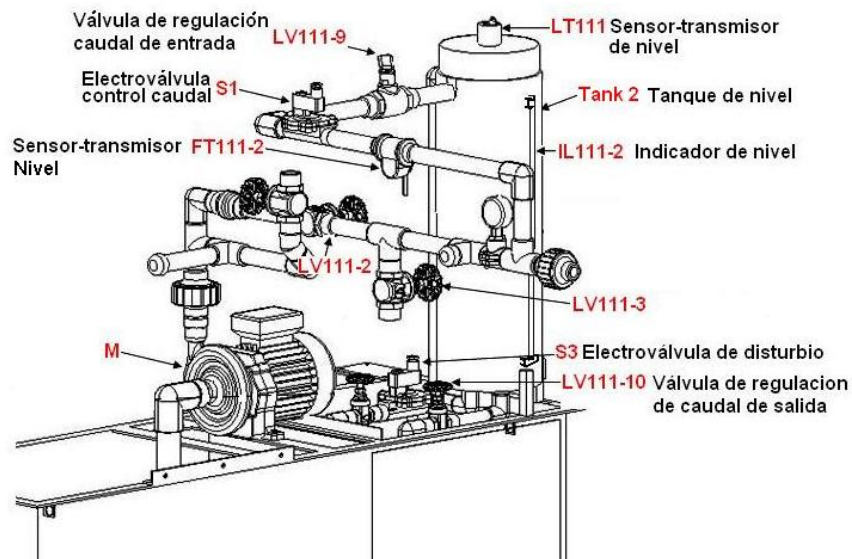 Válvula de regulación
caudal de entrada LV111-9
LT111 Sensor-transmisor
de nivel
Electroválvula
control caudal S1
Tank 2 Tanque de nivel
Sensor-transmisor FT111-2
Nivel
IL111-2 Indicador de nivel
LV111-2
LV111-3
M
S3 Electroválvula de disturbio
LV111-10 Válvula de regulacion
de caudal de salida